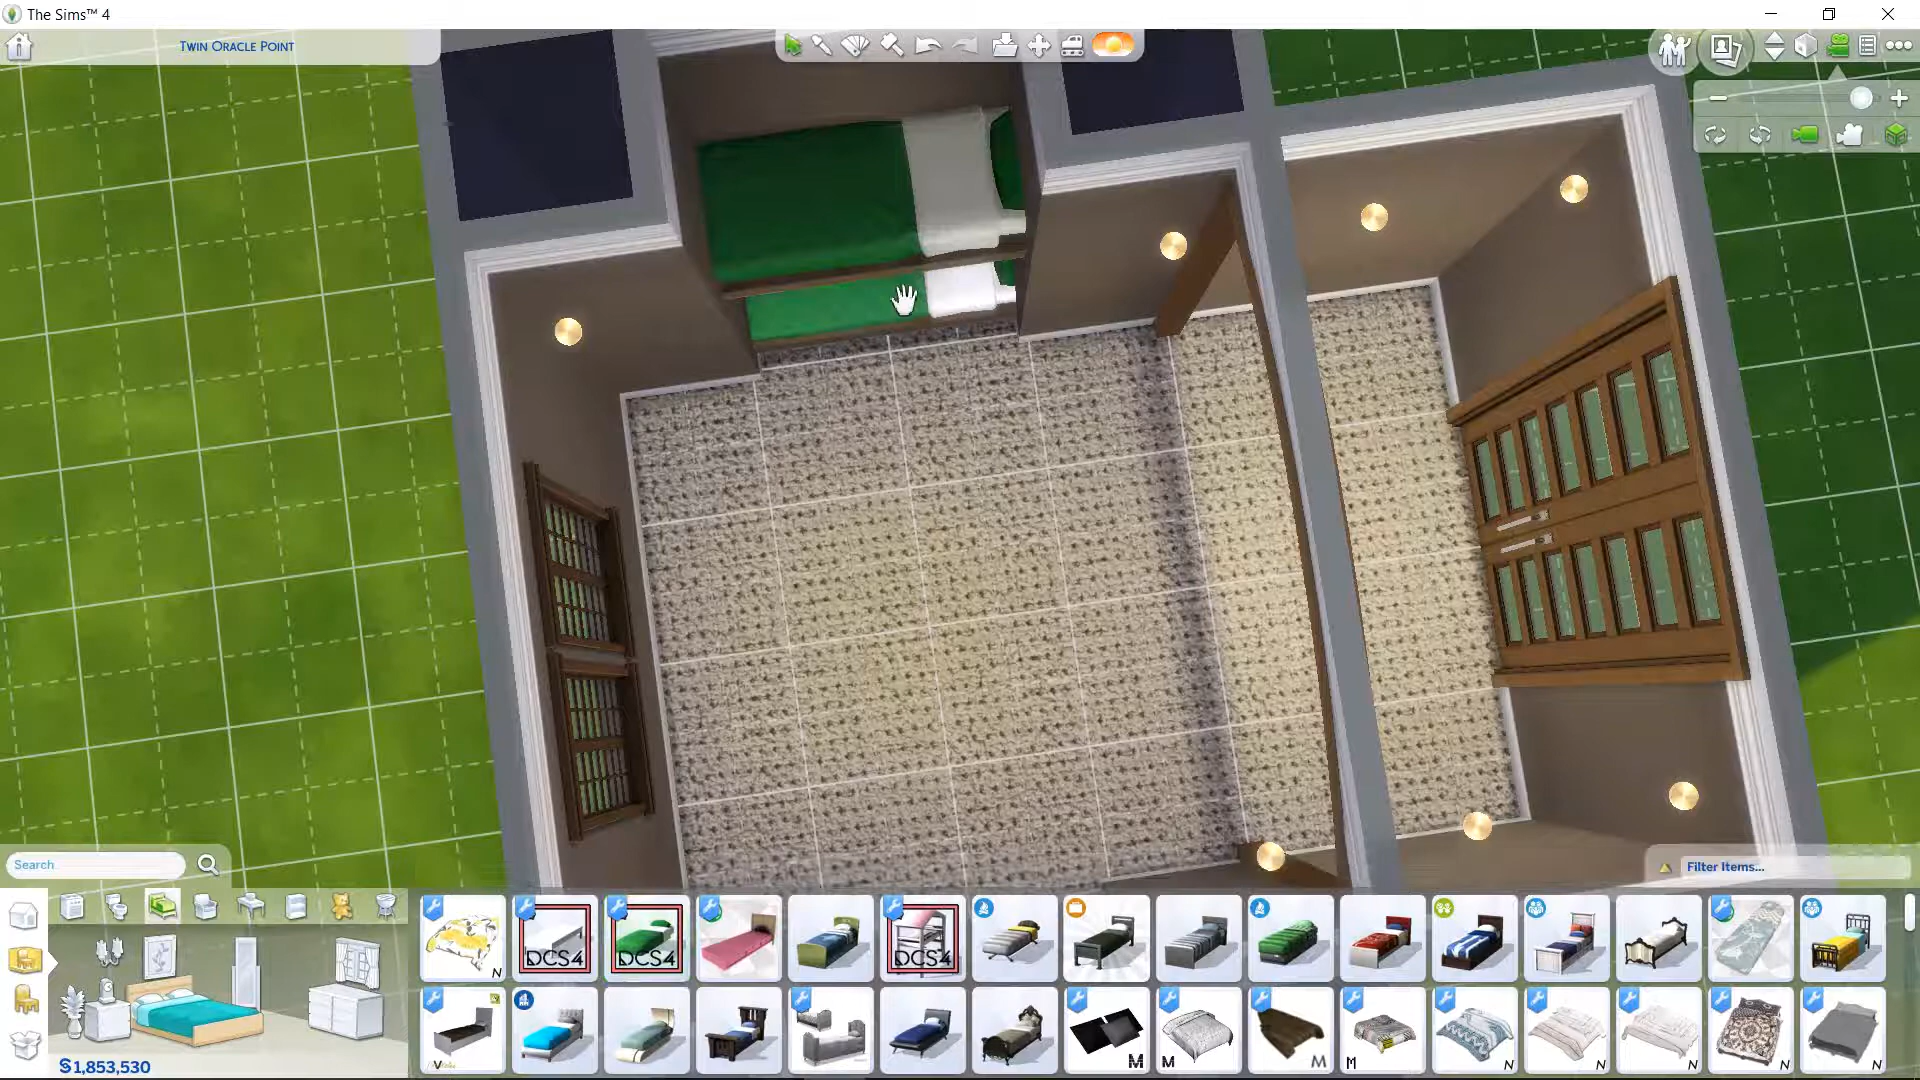 The Sims™ 4
TWIN ORACLE POINT
Search
Filter Items...
N
DCS4
DCS4
DCS4
V
M
M
M
M
N
N
N
N
N
§1,853,530